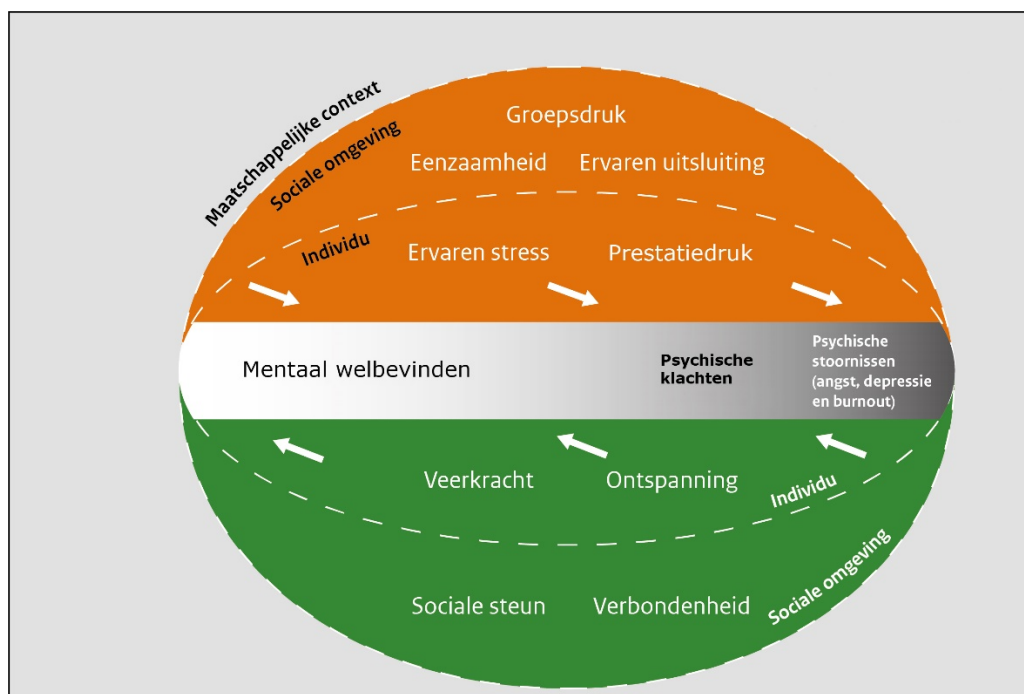 Maatschappelijke context
Sociale omgeving
Groepsdruk
Eenzaamheid
Ervaren uitsluiting
Individu
Ervaren stress
Prestatiedruk
Mentaal welbevinden
Psychische
klachten
Psychische
stoornissen
(angst, depressie
en burnout)
Veerkracht
Ontspanning
Individu
Sociale steun
Verbondenheid
Sociale omgeving